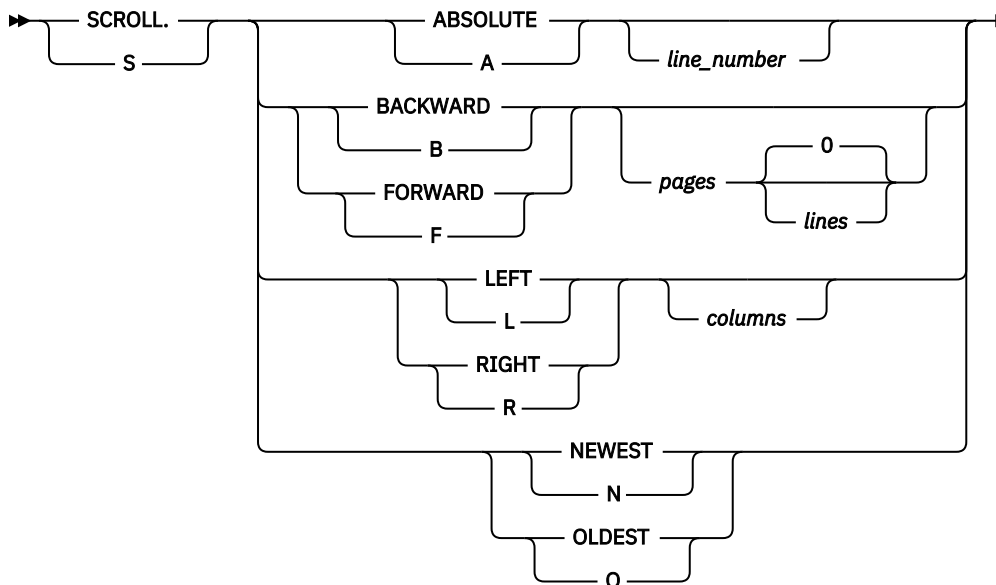 SCROLL.
S
ABSOLUTE
A
line_number
BACKWARD
B
FORWARD
F
pages
0
lines
LEFT
L
RIGHT
R
columns
NEWEST
N
OLDEST
O